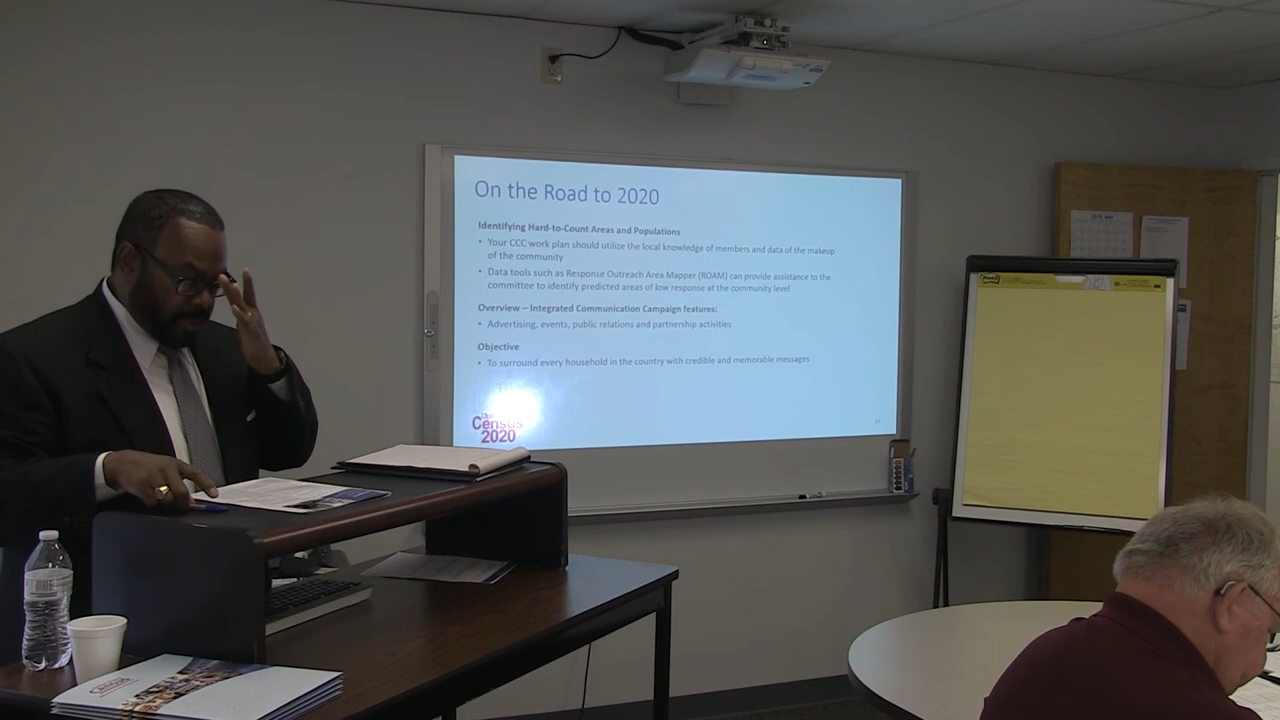 On the Road to 2020
Identifying Hard-to-Count Areas and Populations
• Your CCC work plan should utilize the local knowledge of members and data of the makeup
of the community
• Data tools such as Response Outreach Area Mapper (ROAM) can provide assistance to the
committee to identify predicted areas of low response at the community level
Overview – Integrated Communication Campaign features:
• Advertising, events, public relations and partnership activities
Objective
• To surround every household in the country with credible and memorable messages
Census
2020
Post-it
Census